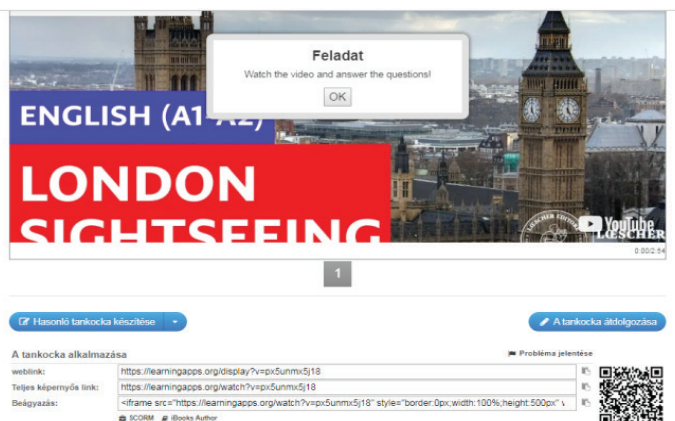 Feladat
Watch the video and answer the questions!
OK
ENGLISH (A1-A2)
LONDON
SIGHTSEEING
LOESCHER EDITORE
YouTube
LŒSCHER
0:00/2:54
1
Hasonló tankocka készítése
A tankocka átdolgozása
A tankocka alkalmazása
Probléma jelentése
weblink: https://learningapps.org/display?v=px5unmx5j18
Teljes képernyős link: https://learningapps.org/watch?v=px5unmx5j18
Beágyazás: <iframe src="https://learningapps.org/watch?v=px5unmx5j18" style="border:0px;width:100%;height:500px"
SCORM iBooks Author